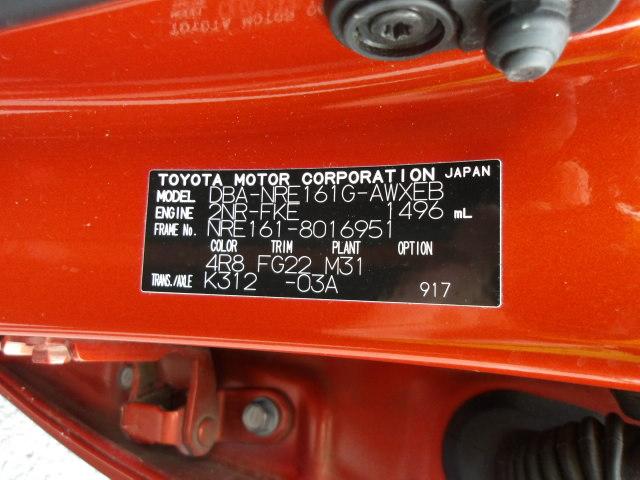 TOYOTA MOTOR CORPORATION JAPAN
MODEL DBA-NRE161G-AWXEB
ENGINE 2NR-FKE 1496 mL
FRAME No. NRE161-8016951
COLOR TRIM PLANT OPTION
4R8 FG22 M31
TRANS./AXLE K312 -03A 917